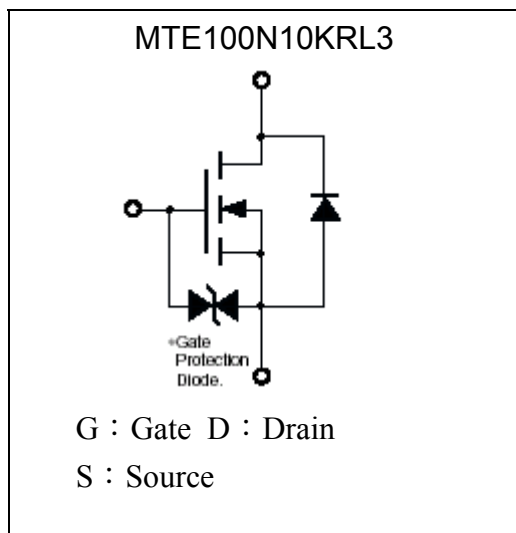 MTE100N10KRL3
*Gate
Protection
Diode.
G：Gate D：Drain
S：Source